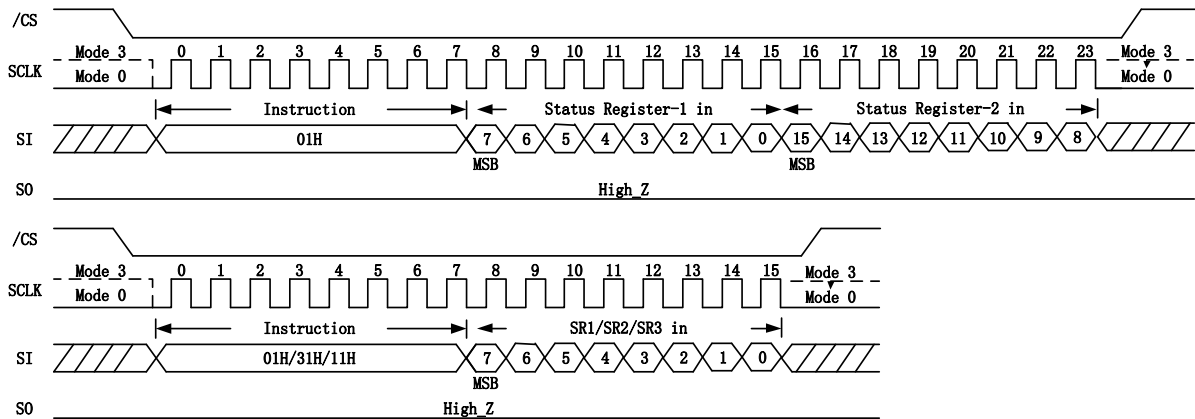 /CS
Mode 3 0 1 2 3 4 5 6 7 8 9 10 11 12 13 14 15 16 17 18 19 20 21 22 23 Mode 3
SCLK
Mode 0 Mode 0
Instruction Status Register-1 in Status Register-2 in
SI 01H 7 6 5 4 3 2 1 0 15 14 13 12 11 10 9 8
MSB MSB
SO High_Z
/CS
Mode 3 0 1 2 3 4 5 6 7 8 9 10 11 12 13 14 15 Mode 3
SCLK
Mode 0 Mode 0
Instruction SR1/SR2/SR3 in
SI 01H/31H/11H 7 6 5 4 3 2 1 0
MSB
SO High_Z